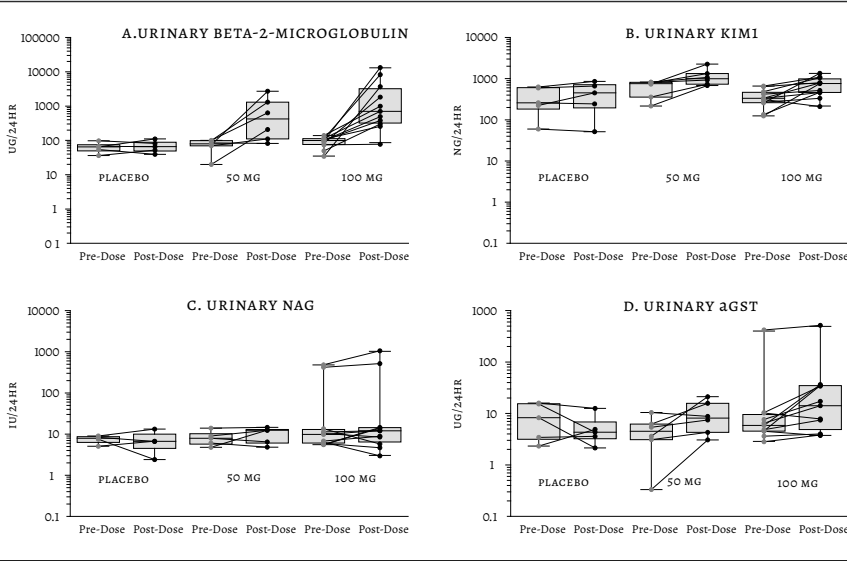 A.URINARY BETA-2-MICROGLOBULIN
100000
10000
1000
100
10
1
0.1
UG/24HR
PLACEBO
50 MG
100 MG
Pre-Dose Post-Dose Pre-Dose Post-Dose Pre-Dose Post-Dose
B. URINARY KIM1
10000
1000
100
10
1
0.1
NG/24HR
PLACEBO
50 MG
100 MG
Pre-Dose Post-Dose Pre-Dose Post-Dose Pre-Dose Post-Dose
C. URINARY NAG
10000
1000
100
10
1
0.1
IU/24HR
PLACEBO
50 MG
100 MG
Pre-Dose Post-Dose Pre-Dose Post-Dose Pre-Dose Post-Dose
D. URINARY aGST
1000
100
10
1
0.1
UG/24HR
PLACEBO
50 MG
100 MG
Pre-Dose Post-Dose Pre-Dose Post-Dose Pre-Dose Post-Dose